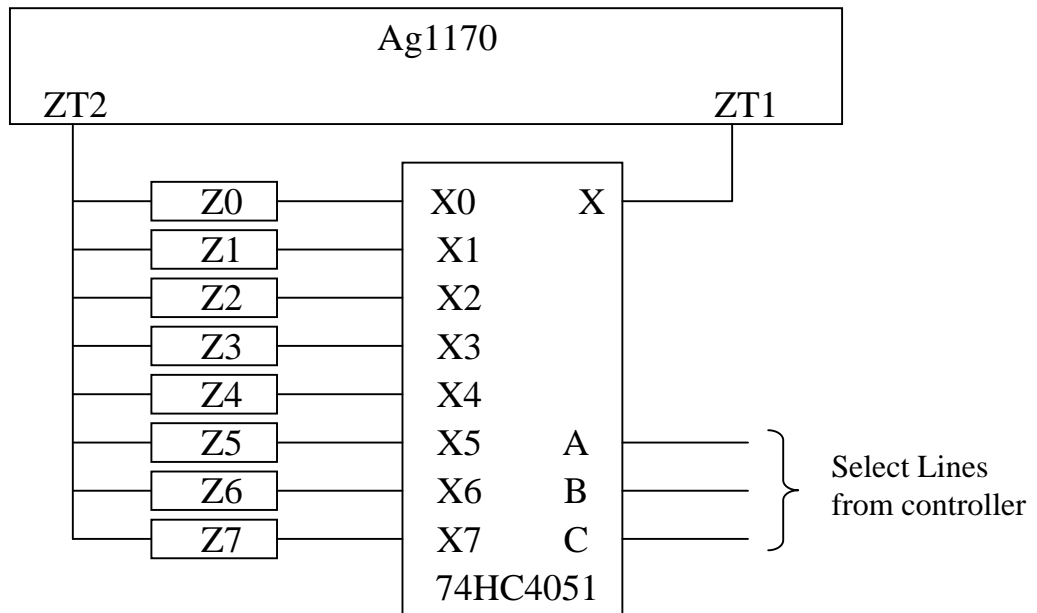 Ag1170
ZT2 ZT1
Z0 X0 X
Z1 X1
Z2 X2
Z3 X3
Z4 X4
Z5 X5 A
Z6 X6 B
Z7 X7 C
Select Lines
from controller
74HC4051